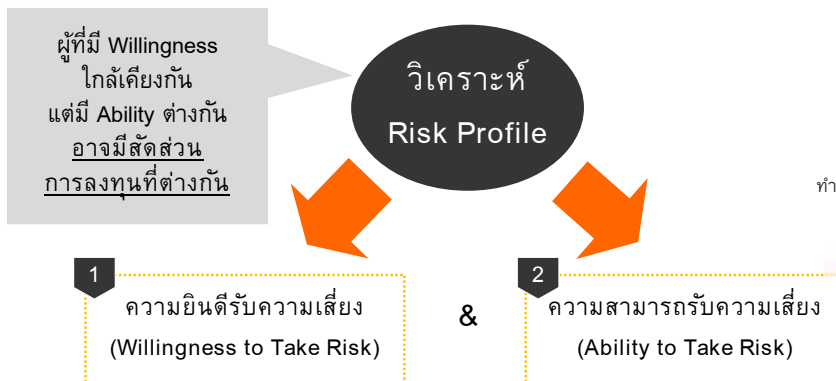 ผู้ที่มี Willingness
ใกล้เคียงกัน
แต่มี Ability ต่างกัน
อาจมีสัดส่วน
การลงทุนที่ต่างกัน
วิเคราะห์
Risk Profile
ทำ
1
ความยินดีรับความเสี่ยง
(Willingness to Take Risk)
&
2
ความสามารถรับความเสี่ยง
(Ability to Take Risk)